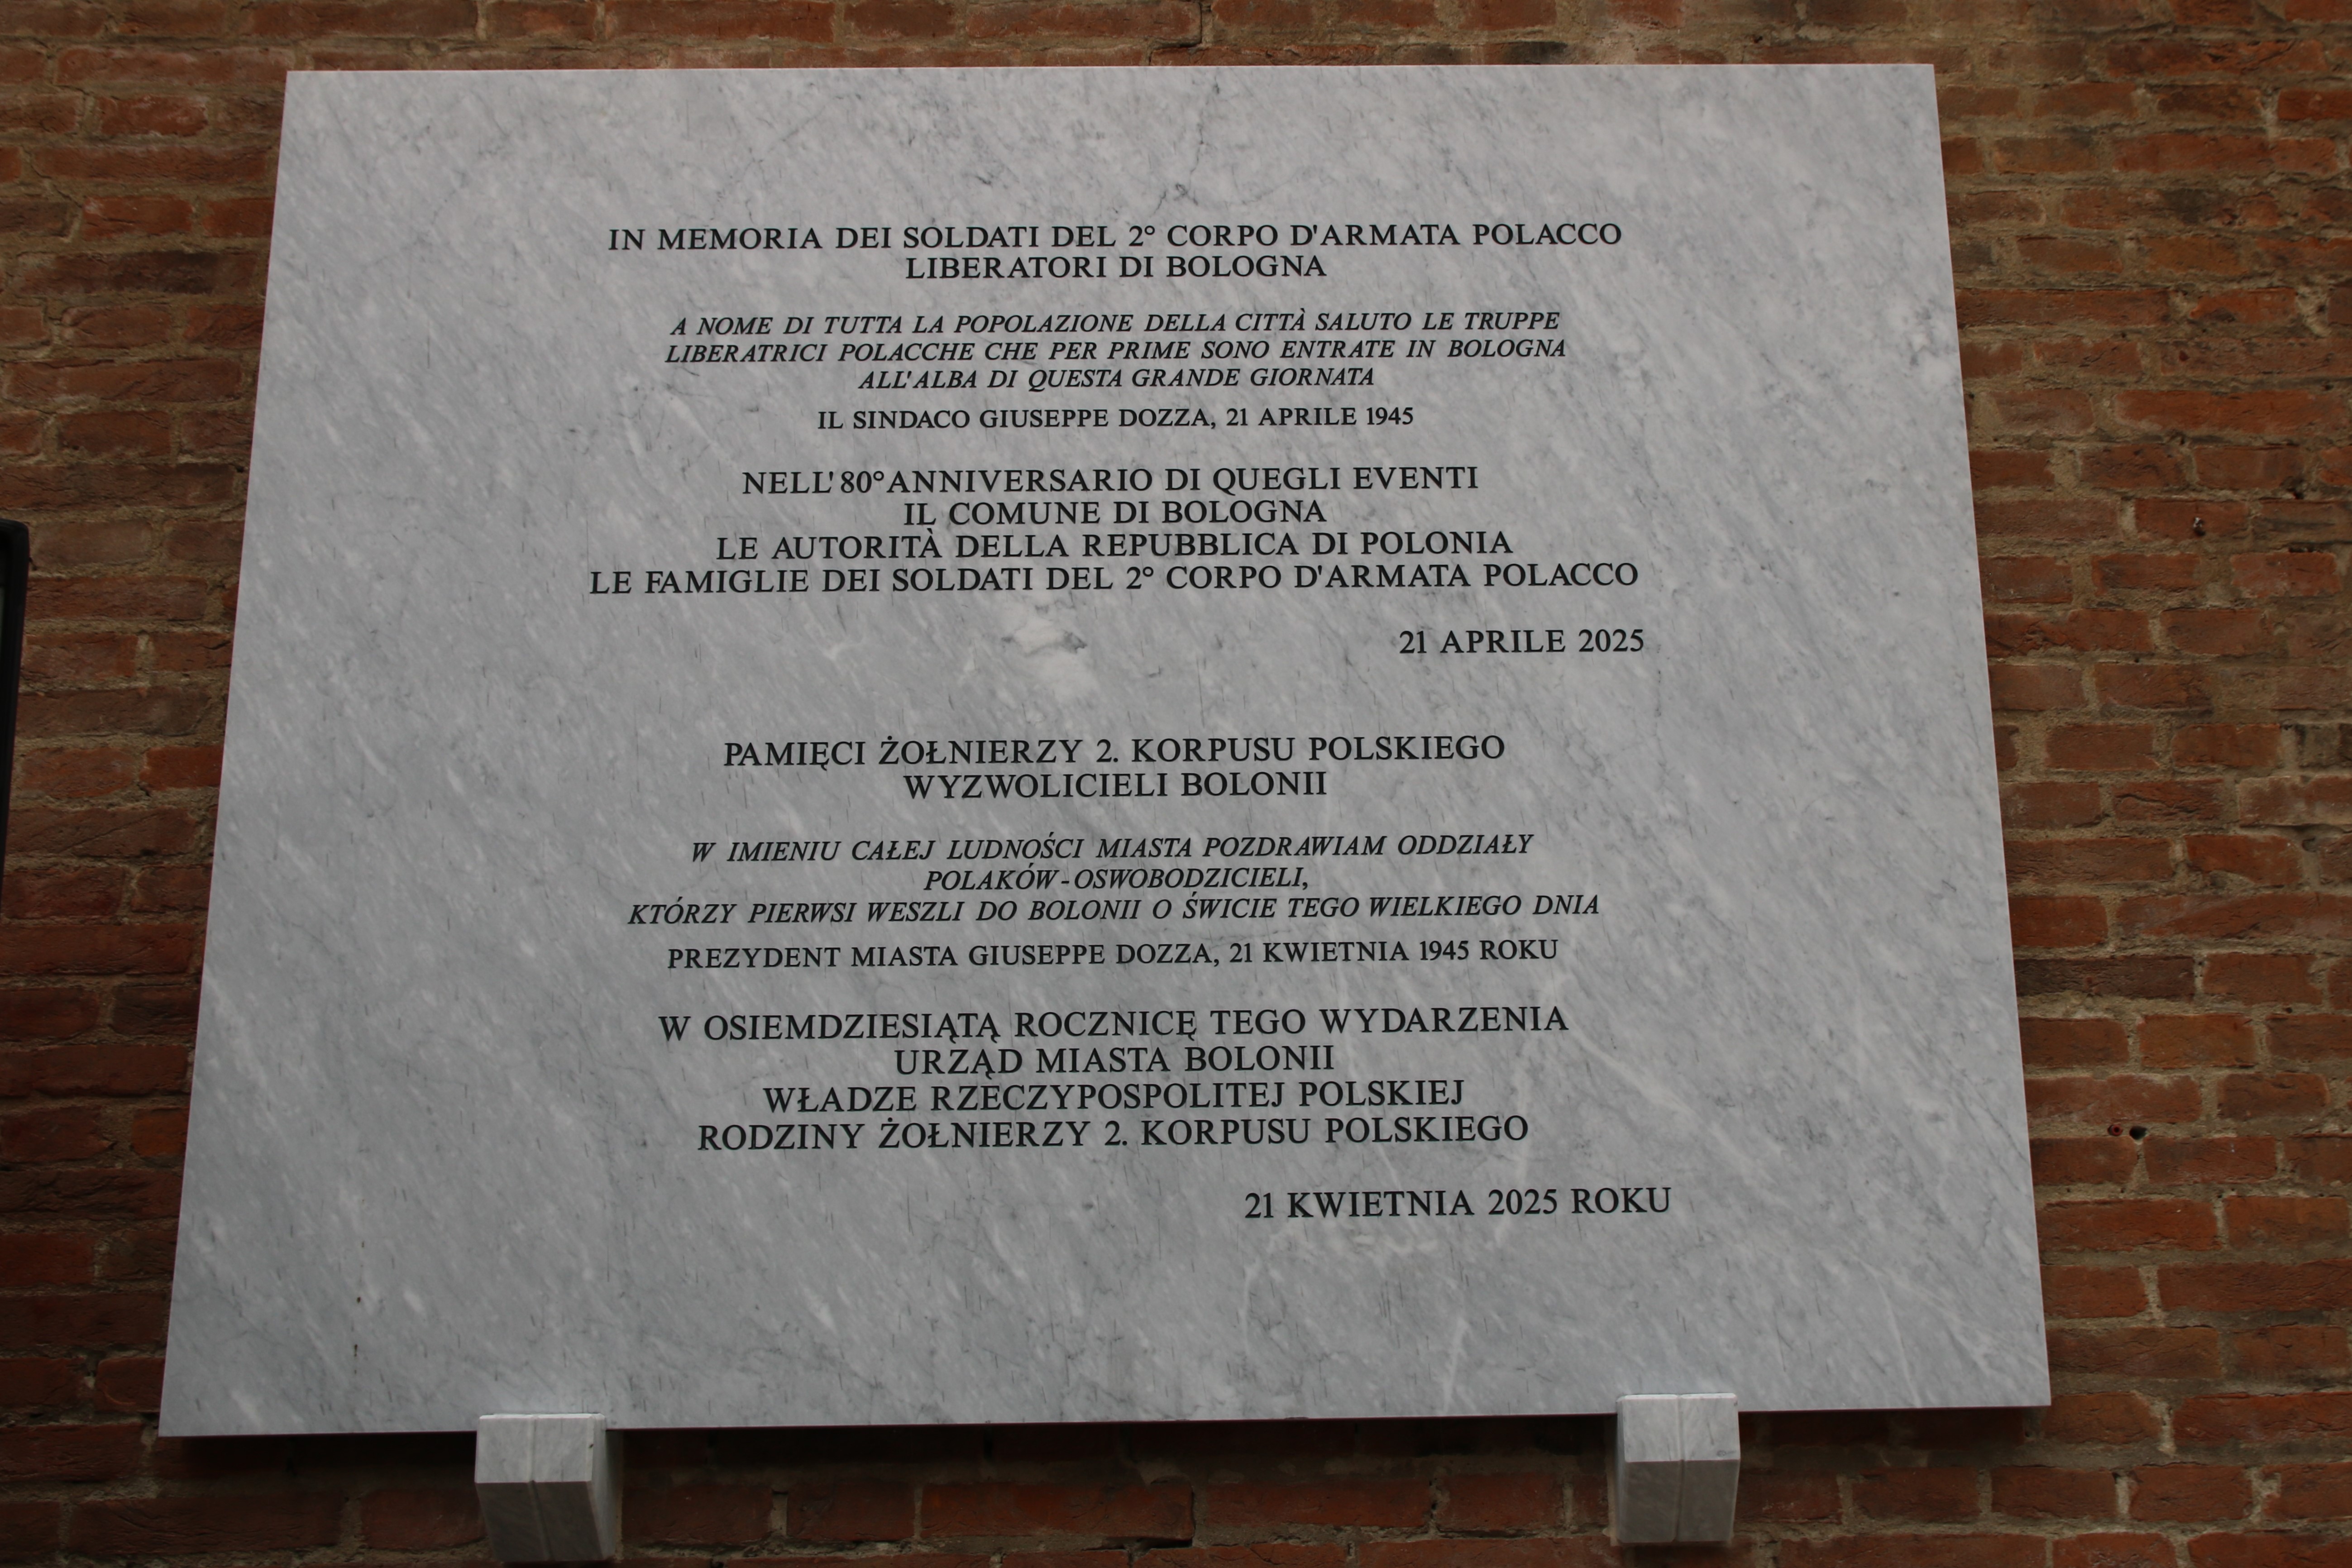 IN MEMORIA DEI SOLDATI DEL 2° CORPO D'ARMATA POLACCO
LIBERATORI DI BOLOGNA
A NOME DI TUTTA LA POPOLAZIONE DELLA CITTÀ SALUTO LE TRUPPE
LIBERATRICI POLACCHE CHE PER PRIME SONO ENTRATE IN BOLOGNA
ALL'ALBA DI QUESTA GRANDE GIORNATA
IL SINDACO GIUSEPPE DOZZA, 21 APRILE 1945
NELL'80°ANNIVERSARIO DI QUEGLI EVENTI
IL COMUNE DI BOLOGNA
LE AUTORITÀ DELLA REPUBBLICA DI POLONIA
LE FAMIGLIE DEI SOLDATI DEL 2° CORPO D'ARMATA POLACCO
21 APRILE 2025
PAMIĘCI ŻOŁNIERZY 2. KORPUSU POLSKIEGO
WYZWOLICIELI BOLONII
W IMIENIU CAŁEJ LUDNOŚCI MIASTA POZDRAWIAM ODDZIAŁY
POLAKÓW-OSWOBODZICIELI,
KTÓRZY PIERWSI WESZLI DO BOLONII O ŚWICIE TEGO WIELKIEGO DNIA
PREZYDENT MIASTA GIUSEPPE DOZZA, 21 KWIETNIA 1945 ROKU
W OSIEMDZIESIĄTĄ ROCZNICĘ TEGO WYDARZENIA
URZĄD MIASTA BOLONII
WŁADZE RZECZYPOSPOLITEJ POLSKIEJ
RODZINY ŻOŁNIERZY 2. KORPUSU POLSKIEGO
21 KWIETNIA 2025 ROKU